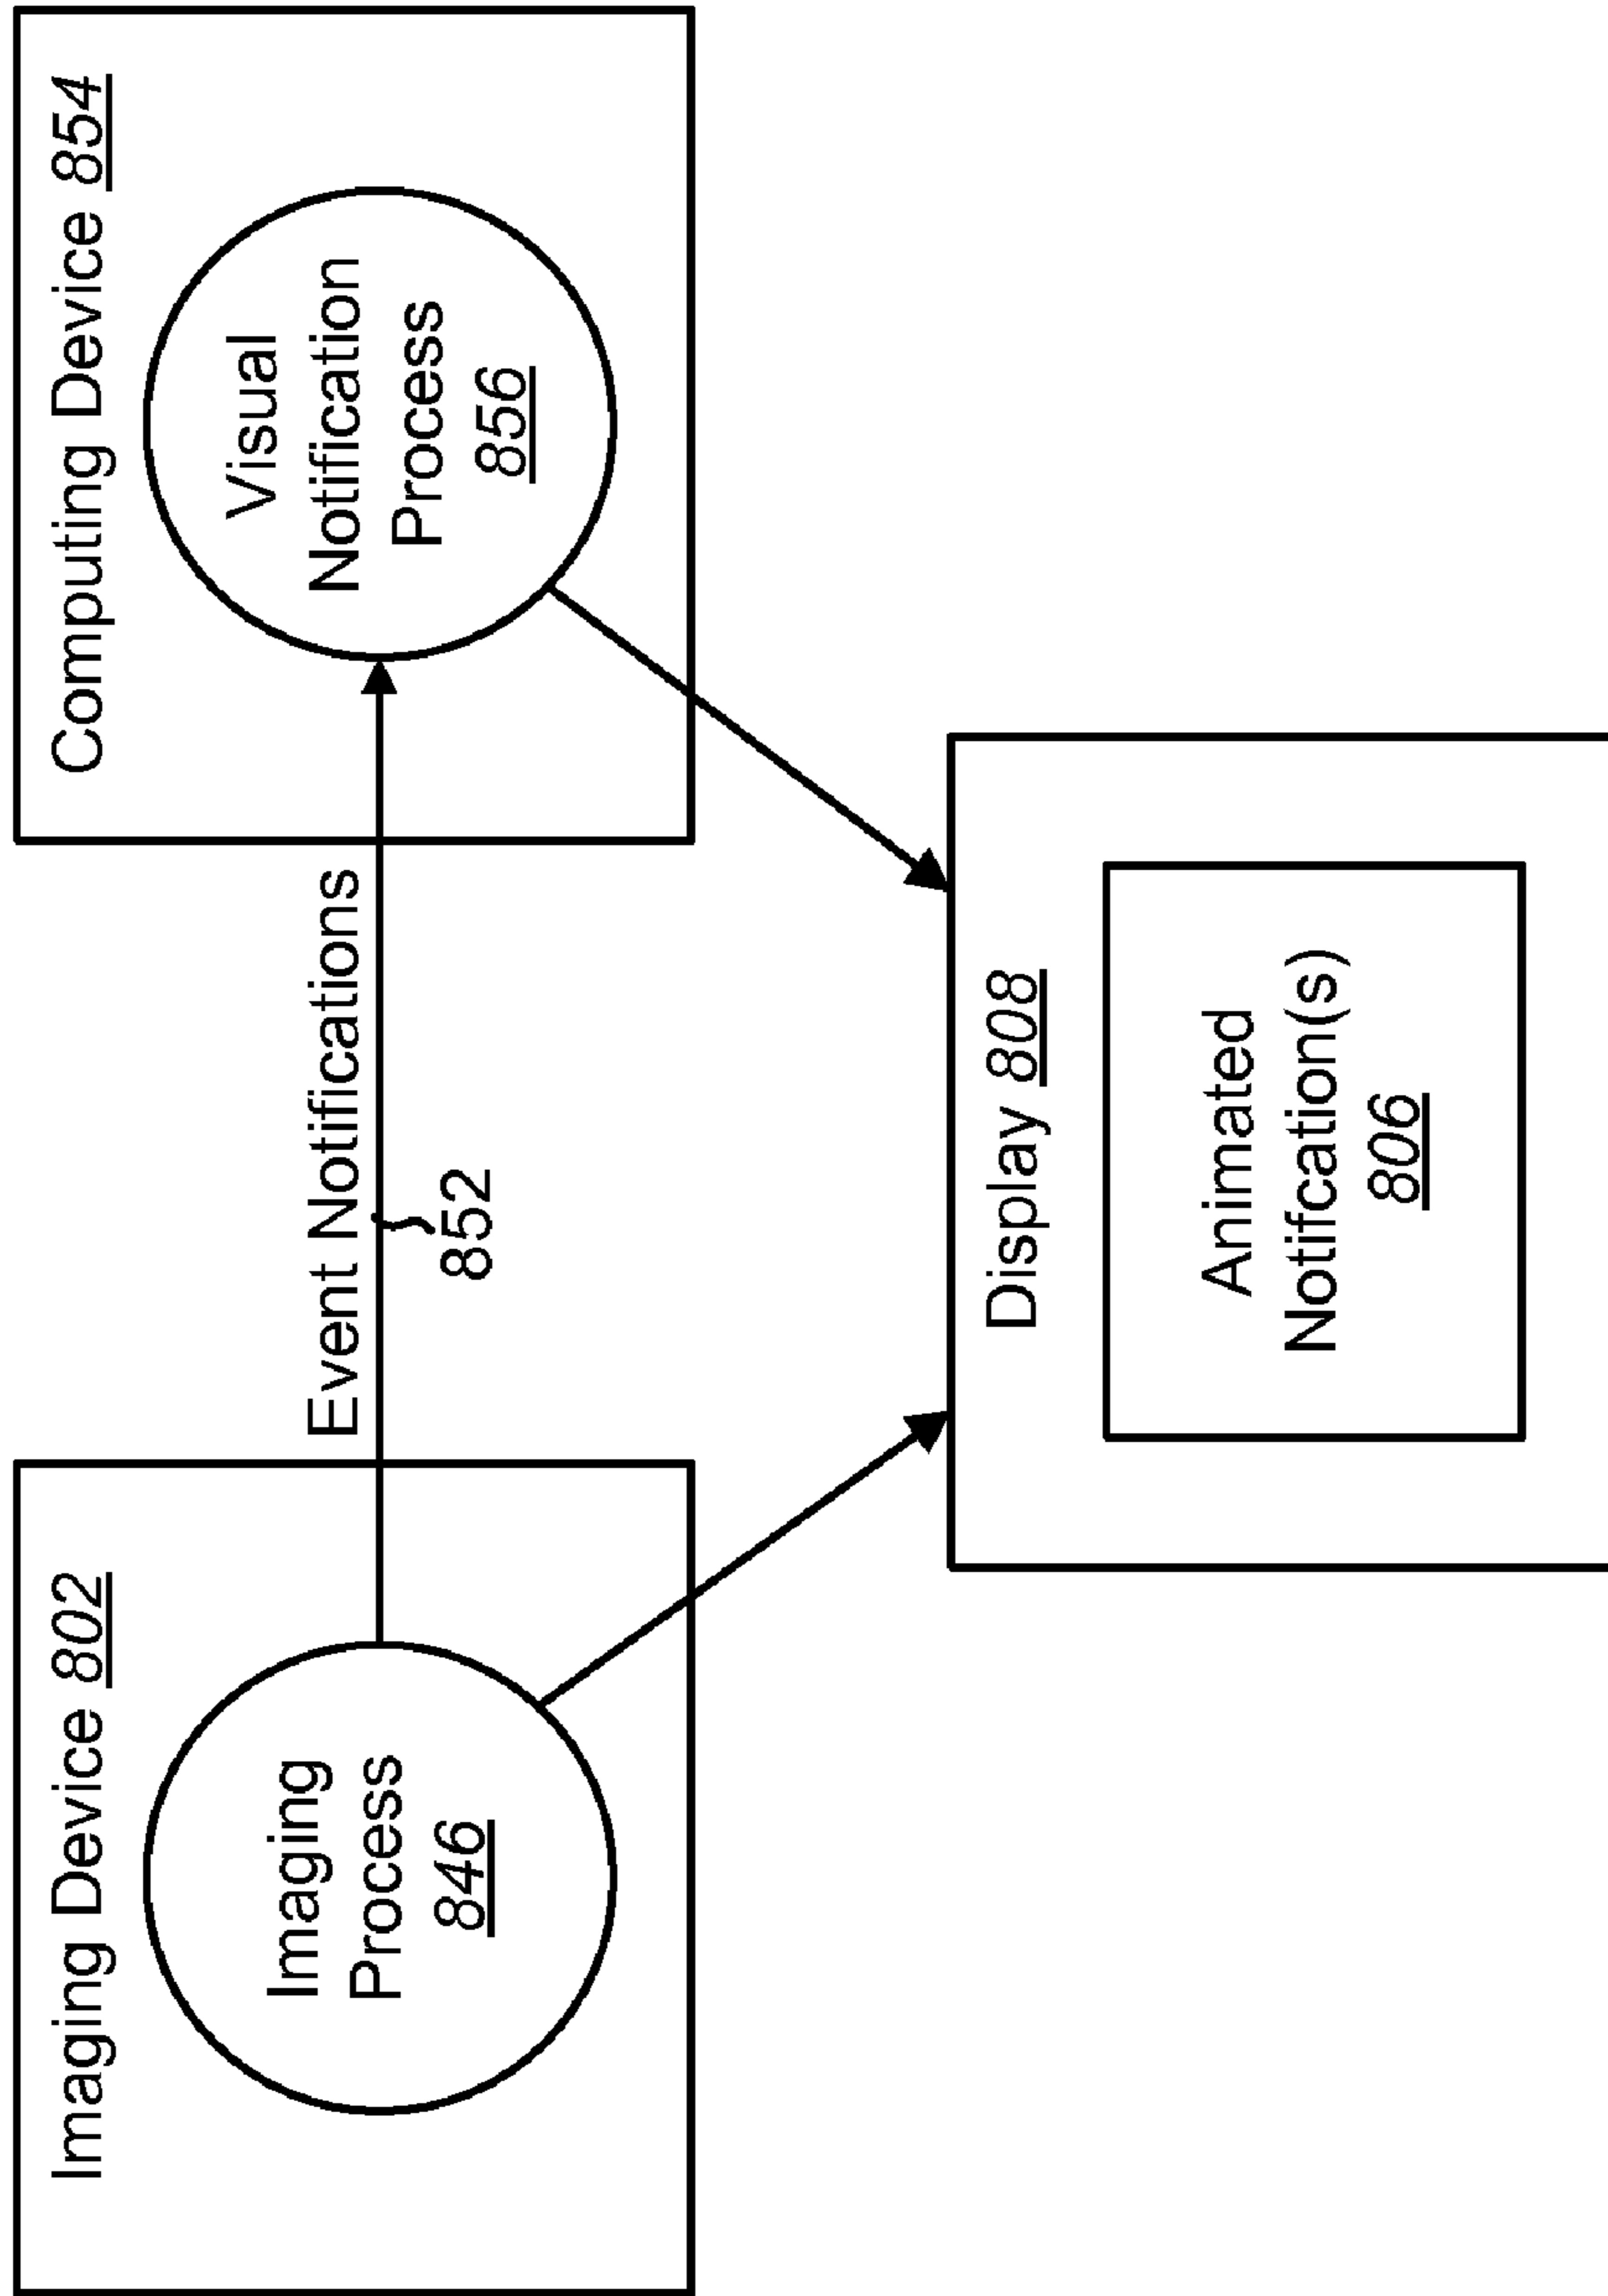 Imaging Device 802
Imaging
Process
846
Event Notifications
852
Computing Device 854
Visual
Notification
Process
856
Display 808
Animated
Notifcation(s)
806